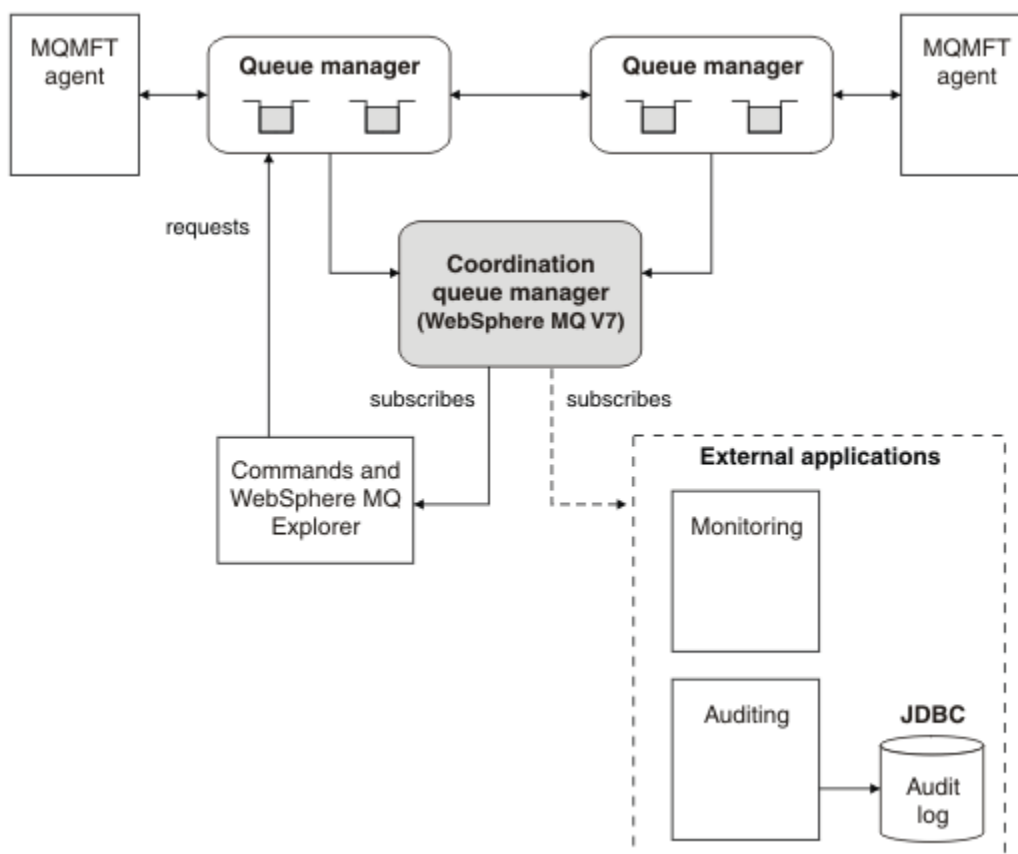 MQMFT
agent
Queue manager
Queue manager
MQMFT
agent
requests
Coordination
queue manager
(WebSphere MQ V7)
subscribes
subscribes
Commands and
WebSphere MQ
Explorer
External applications
Monitoring
Auditing
JDBC
Audit
log